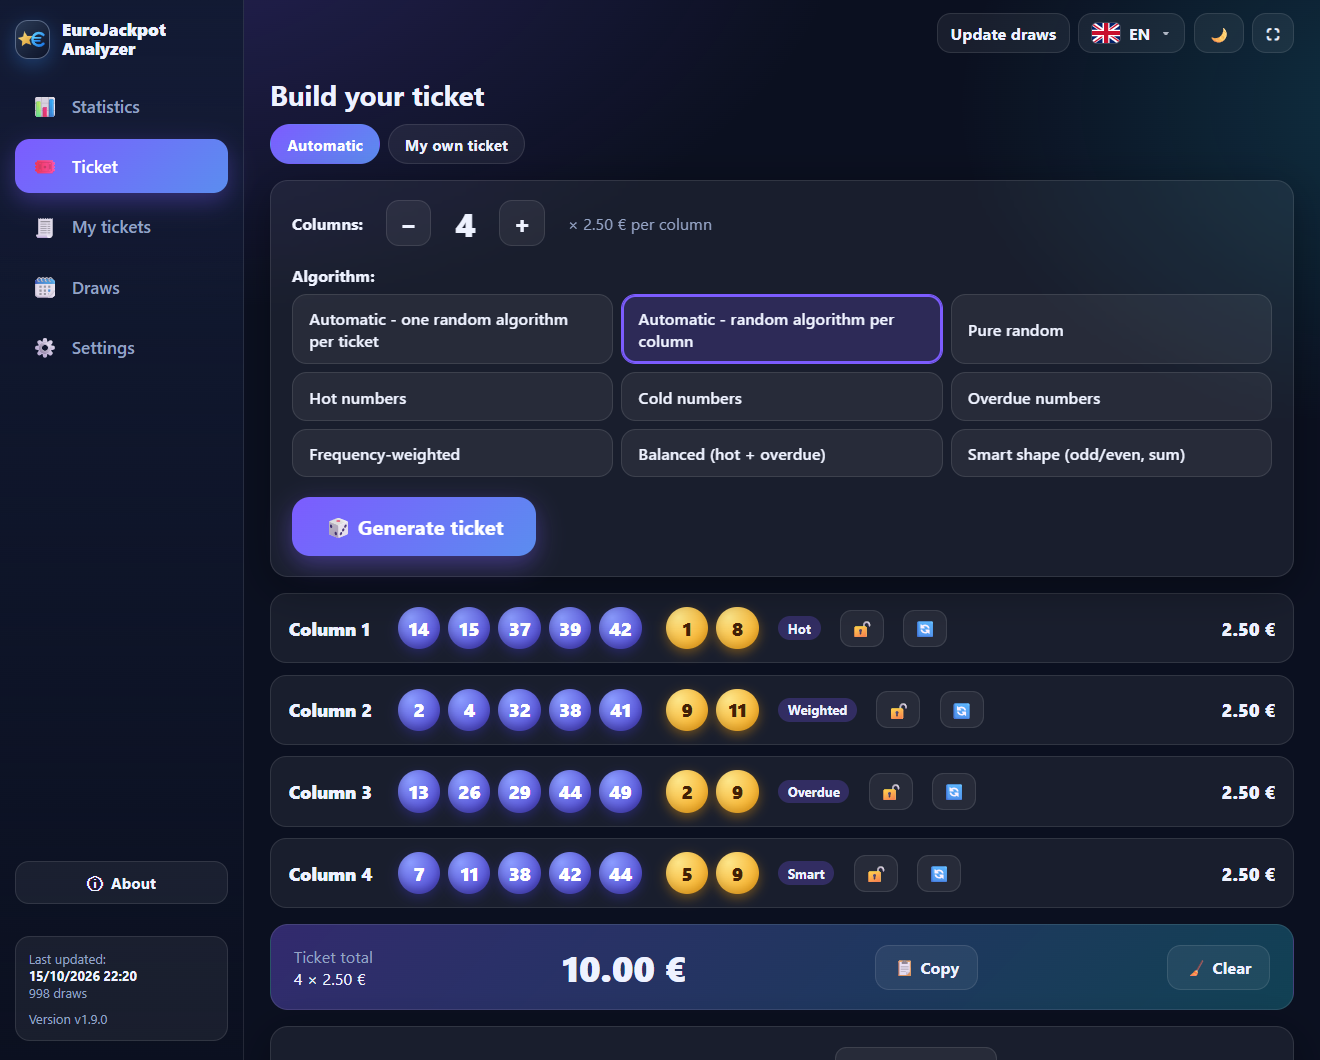 EuroJackpot
Analyzer
Statistics
Ticket
My tickets
Draws
Settings
About
Last updated:
15/10/2026 22:20
998 draws
Version v1.9.0
Update draws
EN
Build your ticket
Automatic
My own ticket
Columns:
– 4 +
× 2.50 € per column
Algorithm:
Automatic - one random algorithm
per ticket
Automatic - random algorithm per
column
Pure random
Hot numbers
Cold numbers
Overdue numbers
Frequency-weighted
Balanced (hot + overdue)
Smart shape (odd/even, sum)
Generate ticket
Column 1 14 15 37 39 42 1 8 Hot 2.50 €
Column 2 2 4 32 38 41 9 11 Weighted 2.50 €
Column 3 13 26 29 44 49 2 9 Overdue 2.50 €
Column 4 7 11 38 42 44 5 9 Smart 2.50 €
Ticket total
4 × 2.50 €
10.00 €
Copy
Clear